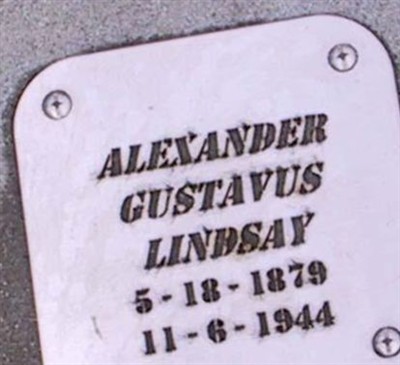 ALEXANDER
GUSTAVUS
LINDSAY
5 - 18 - 1879
11 - 6 - 1944